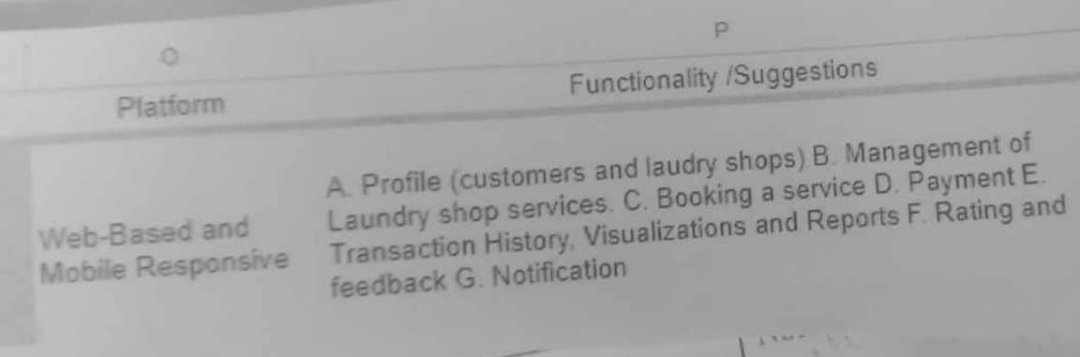 O
P
Platform
Functionality /Suggestions
Web-Based and
Mobile Responsive
A. Profile (customers and laudry shops) B. Management of
Laundry shop services. C. Booking a service D. Payment E.
Transaction History, Visualizations and Reports F. Rating and
feedback G. Notification